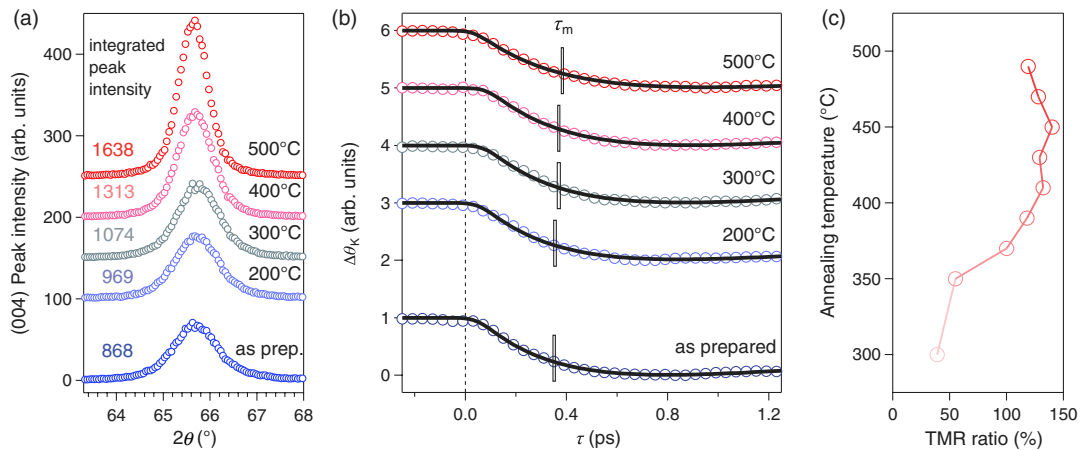 (a)
(004) Peak intensity (arb. units)
400
300
200
100
0
integrated
peak
intensity
1638
500°C
1313
400°C
1074
300°C
969
200°C
868
as prep.
64
65
66
67
68
2θ (°)
(b)
ΔθK (arb. units)
6
5
4
3
2
1
0
τm
500°C
400°C
300°C
200°C
as prepared
0.0
0.4
0.8
1.2
τ (ps)
(c)
Annealing temperature (°C)
500°C
450°C
400°C
350°C
300°C
0
50
100
150
TMR ratio (%)